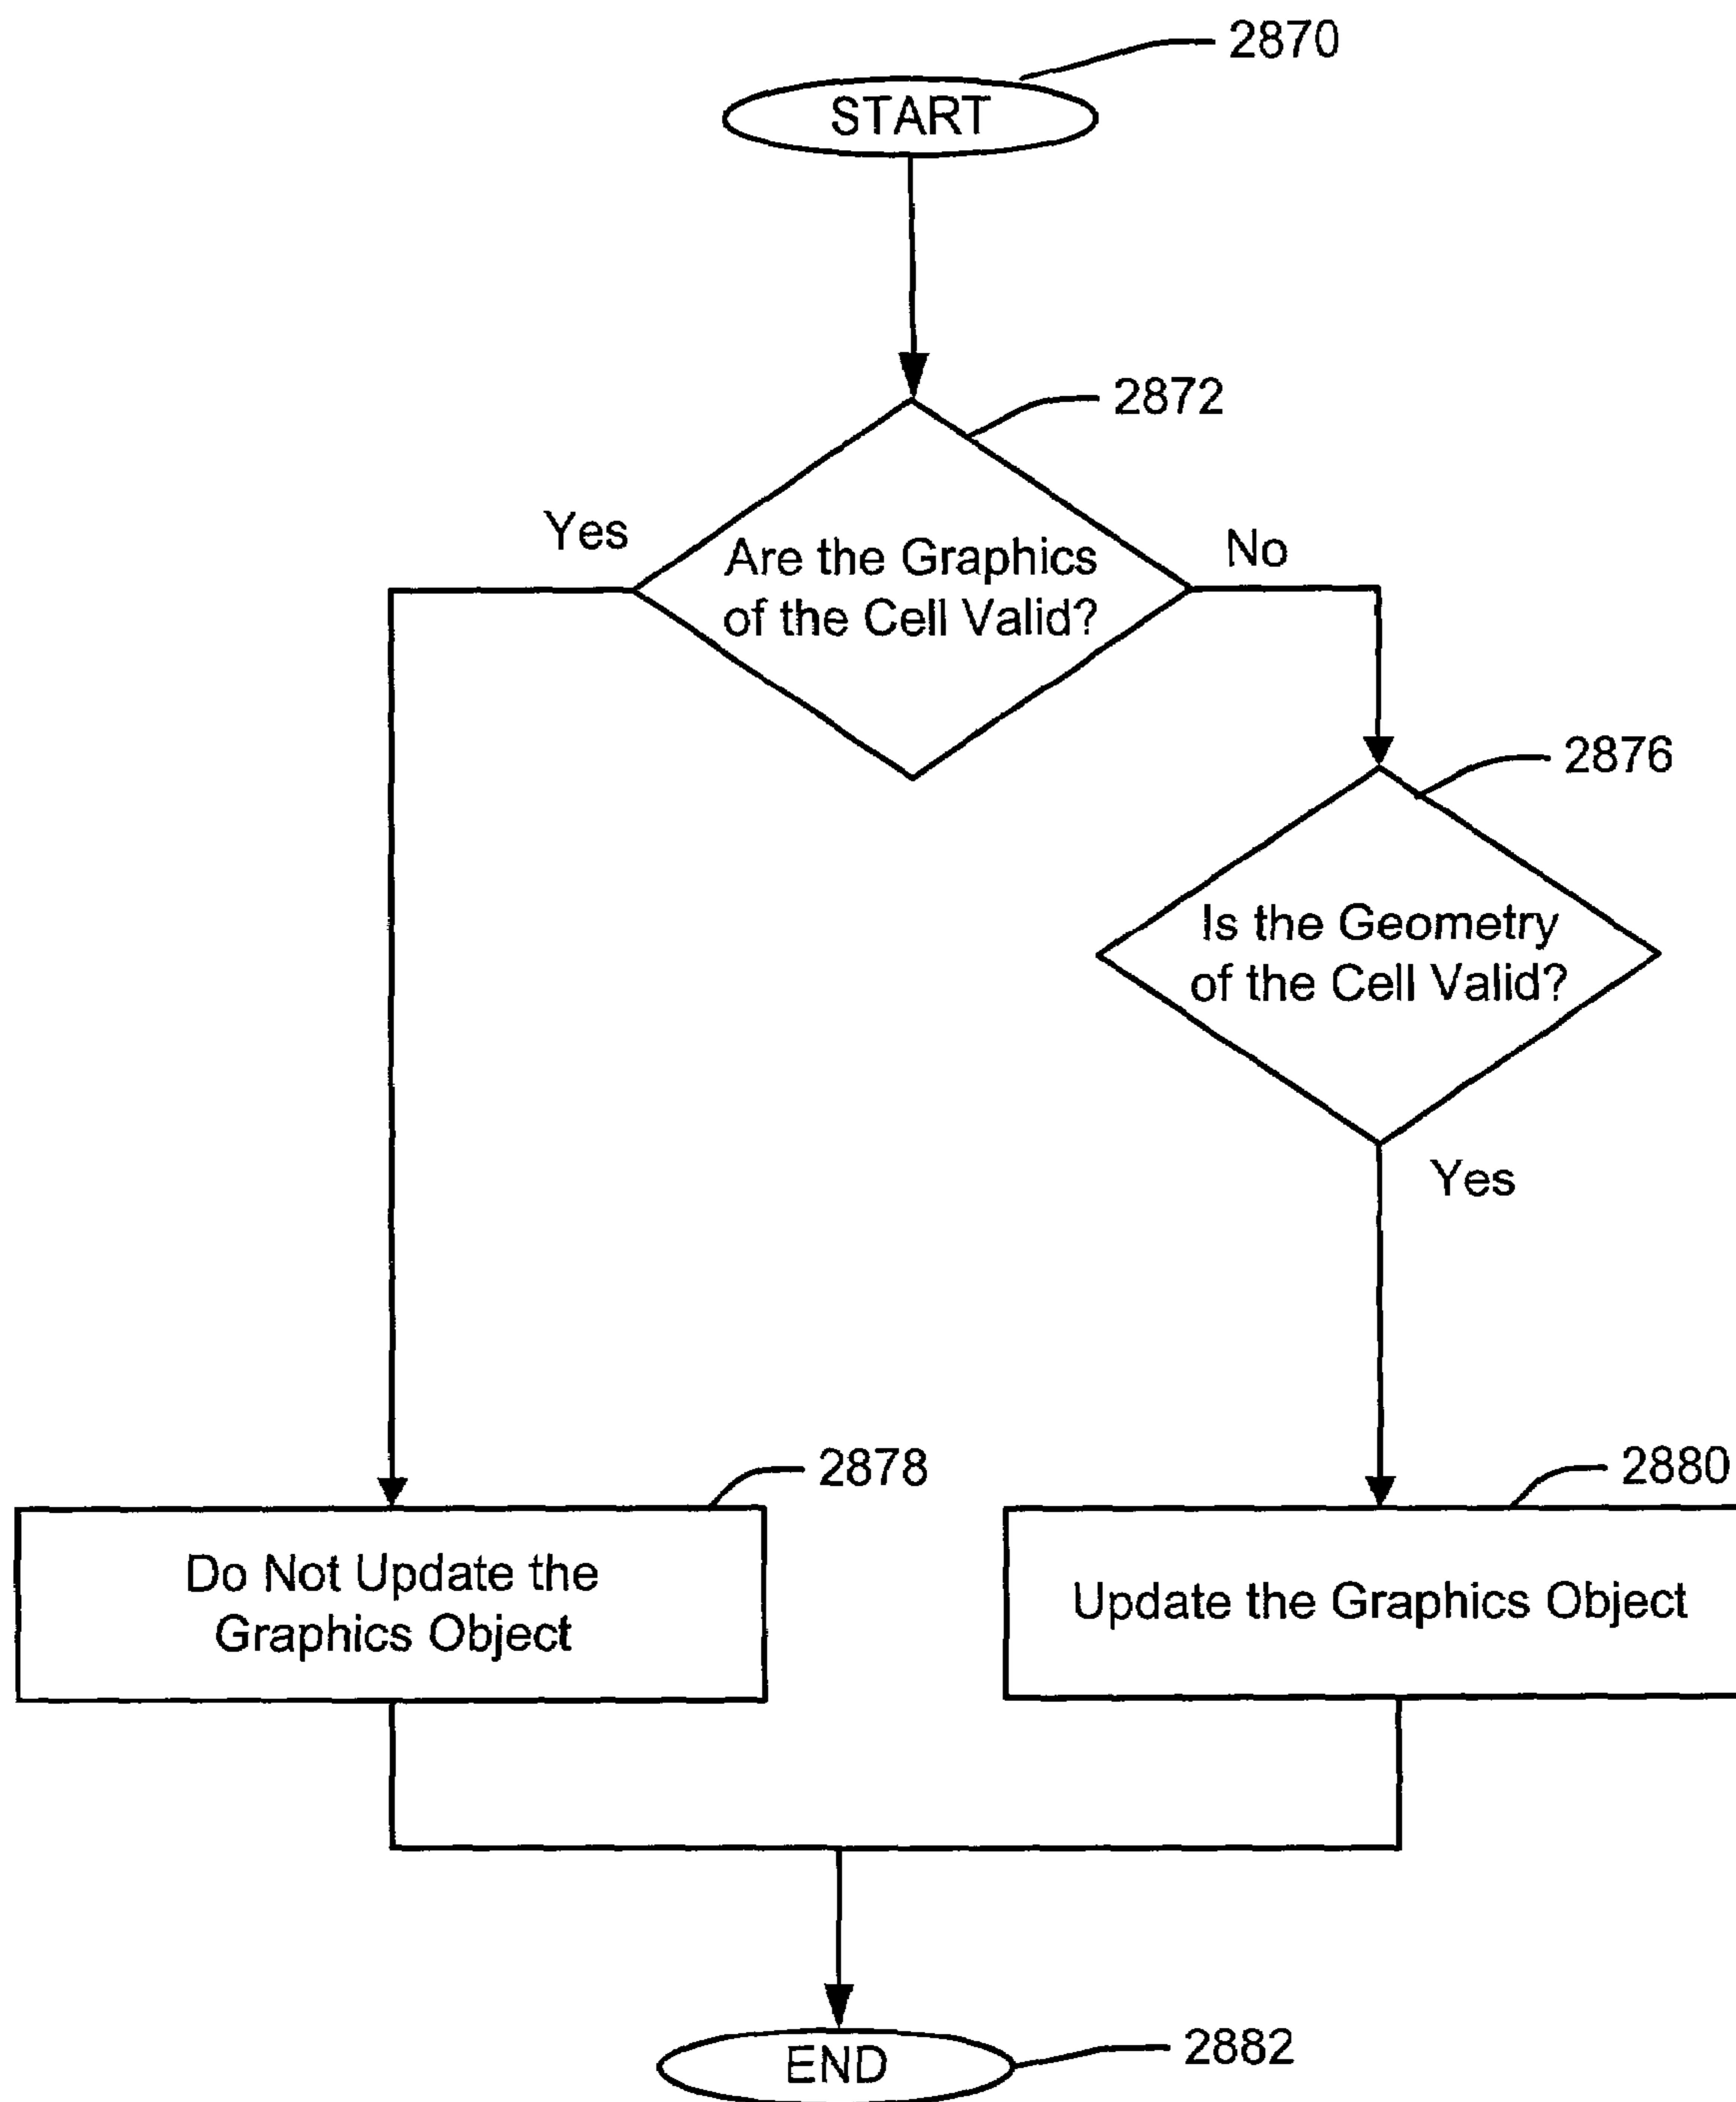 2870
START
2872
Yes
No
Are the Graphics
of the Cell Valid?
2876
Is the Geometry
of the Cell Valid?
Yes
2878
2880
Do Not Update the
Graphics Object
Update the Graphics Object
END
2882